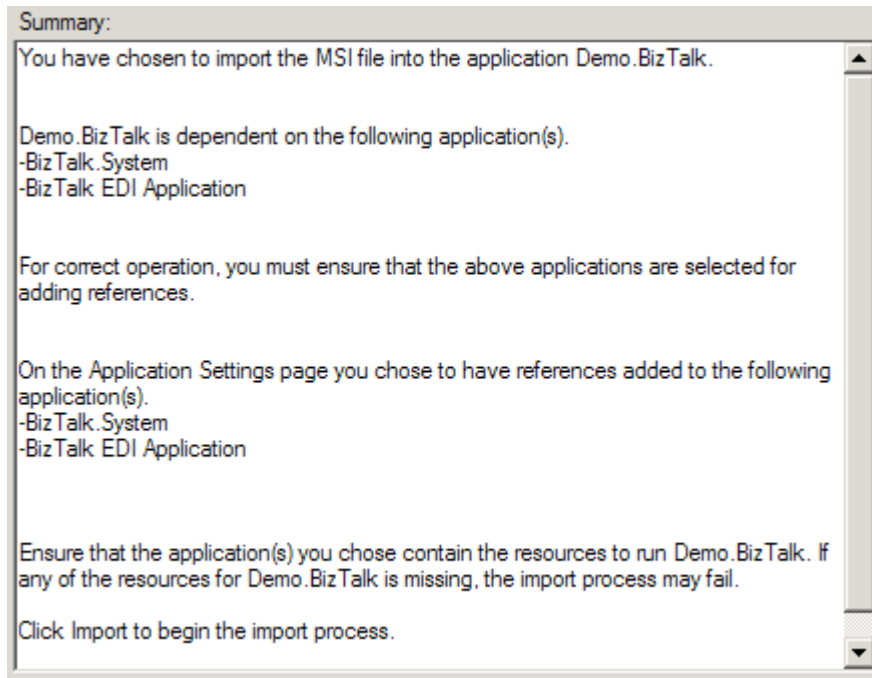 Summary:
You have chosen to import the MSI file into the application Demo.BizTalk.
Demo.BizTalk is dependent on the following application(s).
-BizTalk.System
-BizTalk EDI Application
For correct operation, you must ensure that the above applications are selected for
adding references.
On the Application Settings page you chose to have references added to the following
application(s).
-BizTalk.System
-BizTalk EDI Application
Ensure that the application(s) you chose contain the resources to run Demo.BizTalk. If
any of the resources for Demo.BizTalk is missing, the import process may fail.
Click Import to begin the import process.